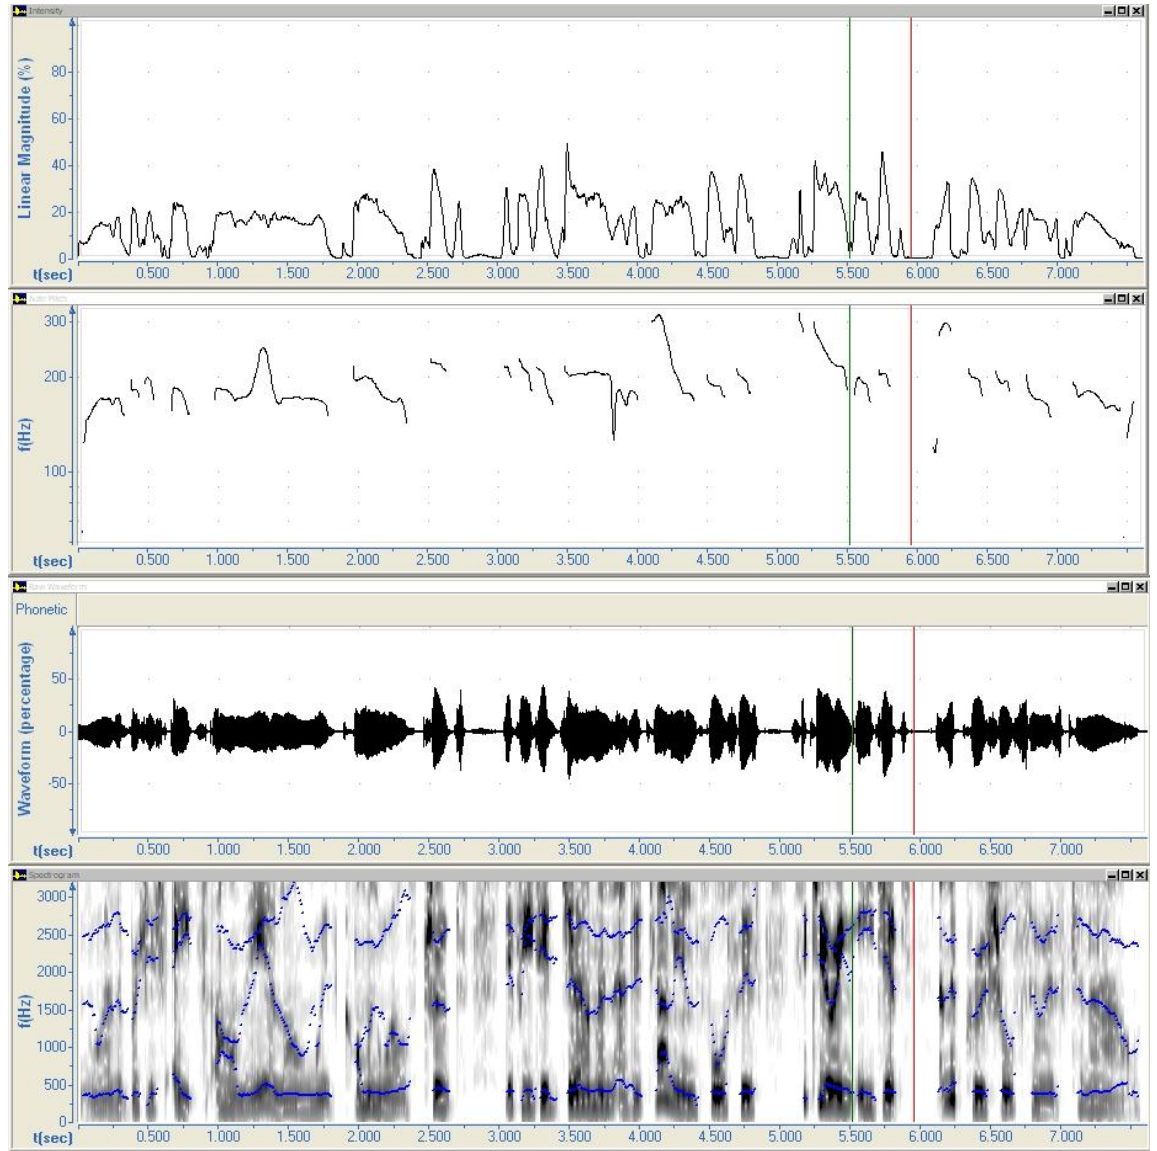 Intensity
Linear Magnitude (%)
80
60
40
20
0
t(sec)
0.500 1.000 1.500 2.000 2.500 3.000 3.500 4.000 4.500 5.000 5.500 6.000 6.500 7.000
Auto Pitch
f(Hz)
300
200
100
t(sec)
0.500 1.000 1.500 2.000 2.500 3.000 3.500 4.000 4.500 5.000 5.500 6.000 6.500 7.000
Raw Waveform
Phonetic
Waveform (percentage)
50
0
-50
t(sec)
0.500 1.000 1.500 2.000 2.500 3.000 3.500 4.000 4.500 5.000 5.500 6.000 6.500 7.000
Spectrogram
f(Hz)
3000
2500
2000
1500
1000
500
0
t(sec)
0.500 1.000 1.500 2.000 2.500 3.000 3.500 4.000 4.500 5.000 5.500 6.000 6.500 7.000